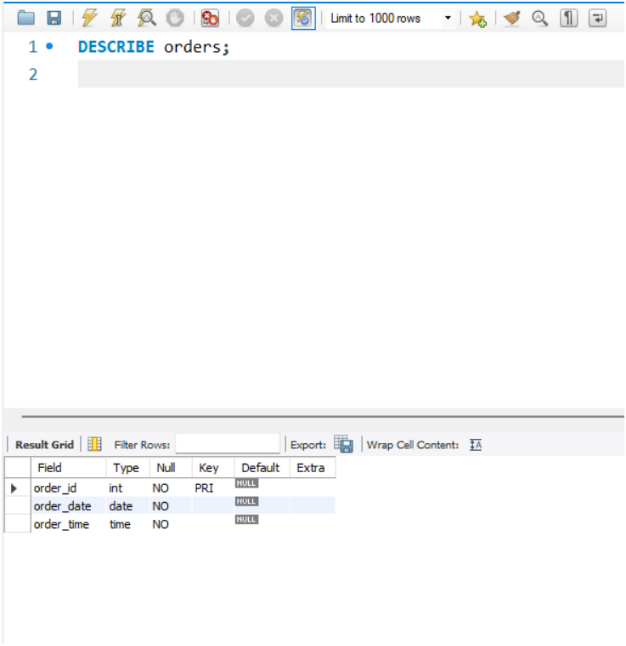 Limit to 1000 rows
1 DESCRIBE orders;
2
Result Grid Filter Rows: Export: Wrap Cell Content: IA
Field Type Null Key Default Extra
order_id int NO PRI NULL
order_date date NO NULL
order_time time NO NULL